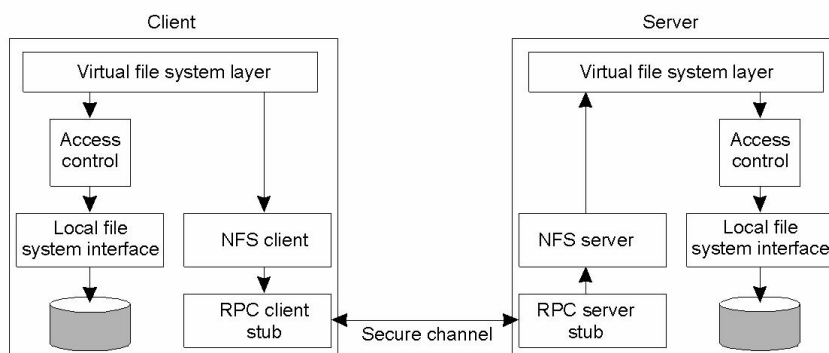 Client
Server
Virtual file system layer
Virtual file system layer
Access
control
Access
control
Local file
system interface
NFS client
NFS server
Local file
system interface
RPC client
stub
Secure channel
RPC server
stub